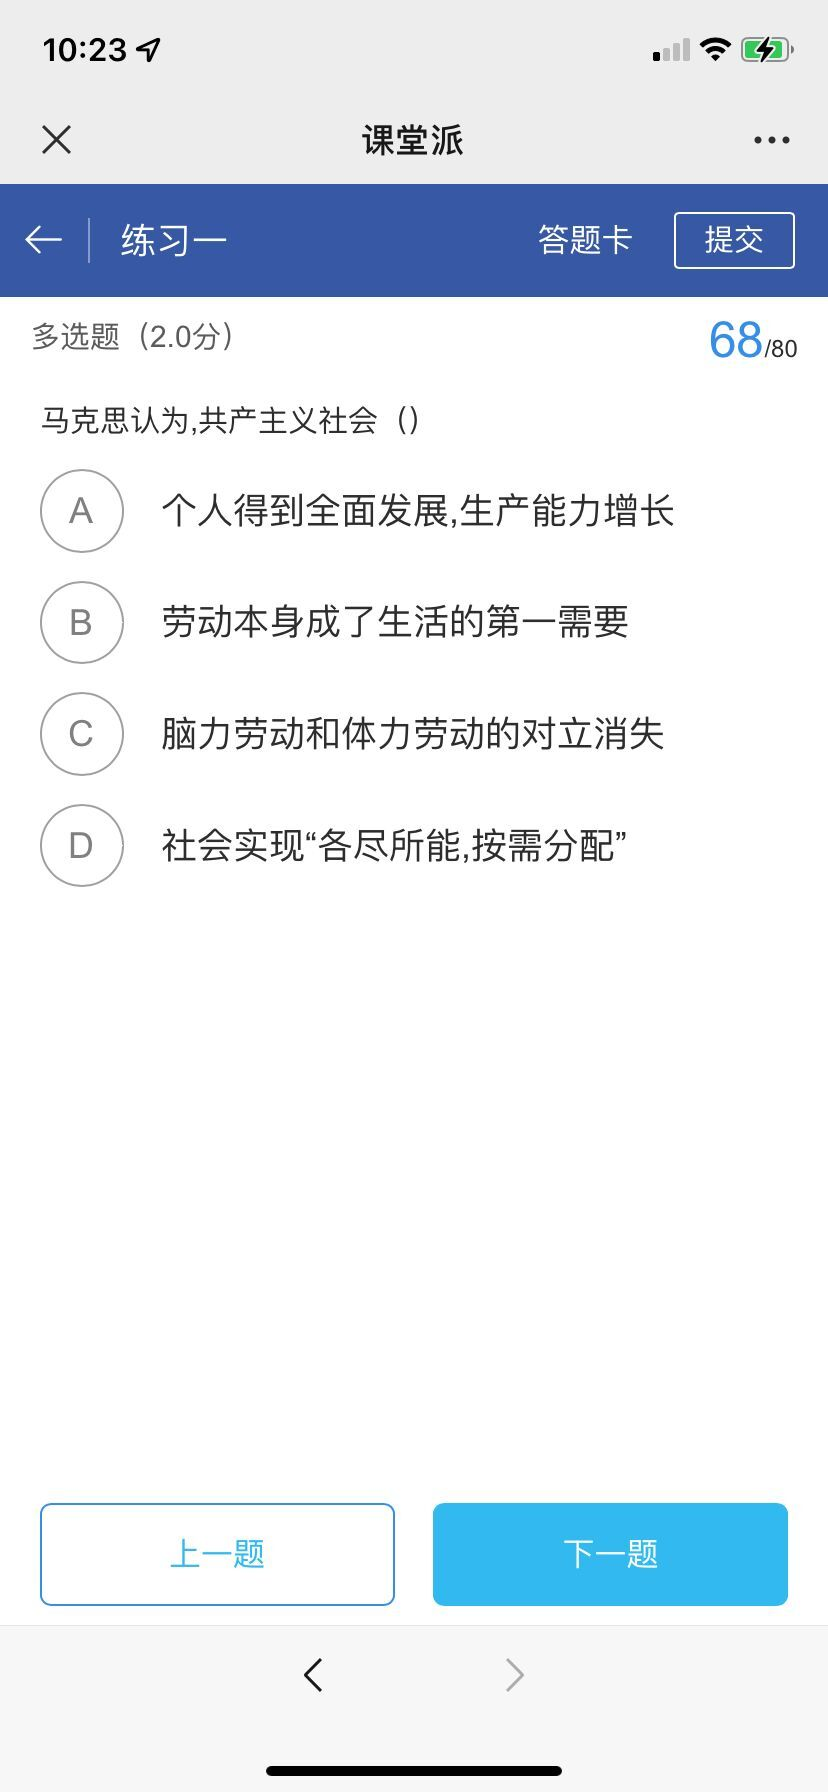 10:23
课堂派
练习一 答题卡 提交
多选题（2.0分） 68/80
马克思认为,共产主义社会（）
A 个人得到全面发展,生产能力增长
B 劳动本身成了生活的第一需要
C 脑力劳动和体力劳动的对立消失
D 社会实现“各尽所能,按需分配”
上一题 下一题